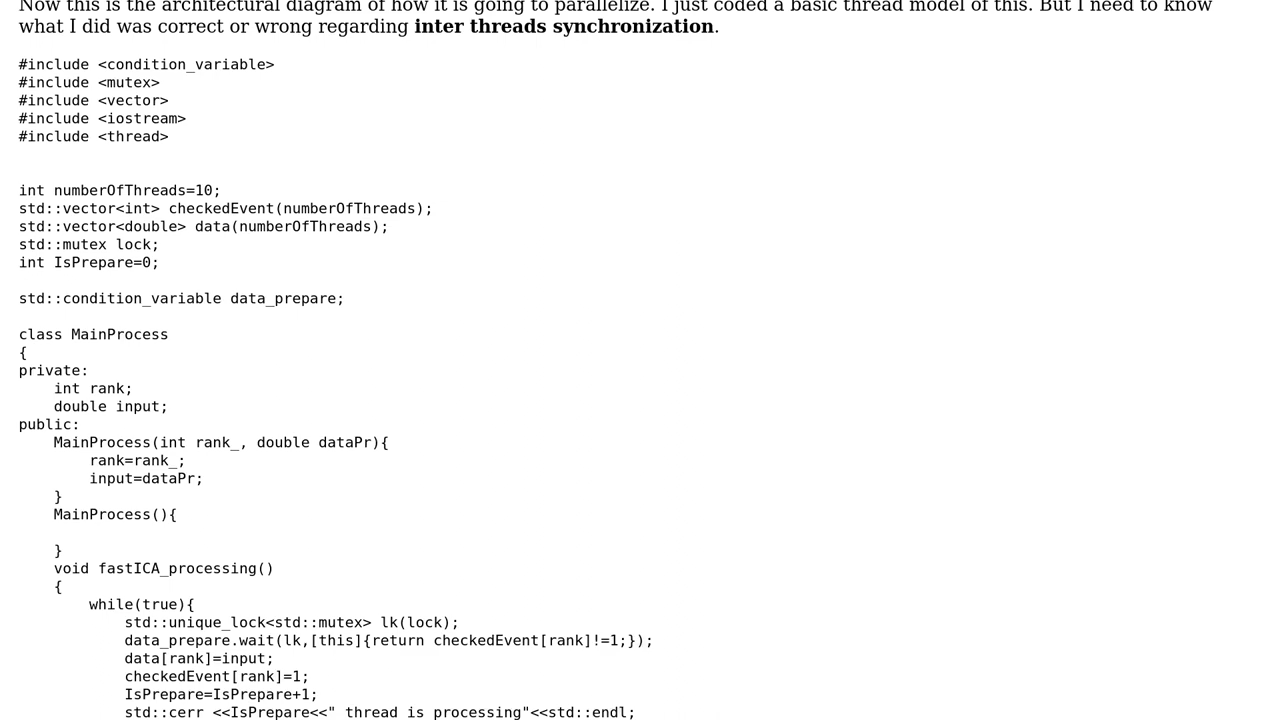 Now this is the architectural diagram of how it is going to parallelize. I just coded a basic thread model of this. But I need to know
what I did was correct or wrong regarding inter threads synchronization.
#include <condition_variable>
#include <mutex>
#include <vector>
#include <iostream>
#include <thread>
int numberOfThreads=10;
std::vector<int> checkedEvent(numberOfThreads);
std::vector<double> data(numberOfThreads);
std::mutex lock;
int IsPrepare=0;
std::condition_variable data_prepare;
class MainProcess
{
private:
    int rank;
    double input;
public:
    MainProcess(int rank_, double dataPr){
        rank=rank_;
        input=dataPr;
    }
    MainProcess(){
    }
    void fastICA_processing()
    {
        while(true){
            std::unique_lock<std::mutex> lk(lock);
            data_prepare.wait(lk,[this]{return checkedEvent[rank]!=1;});
            data[rank]=input;
            checkedEvent[rank]=1;
            IsPrepare=IsPrepare+1;
            std::cerr <<IsPrepare<<" thread is processing"<<std::endl;